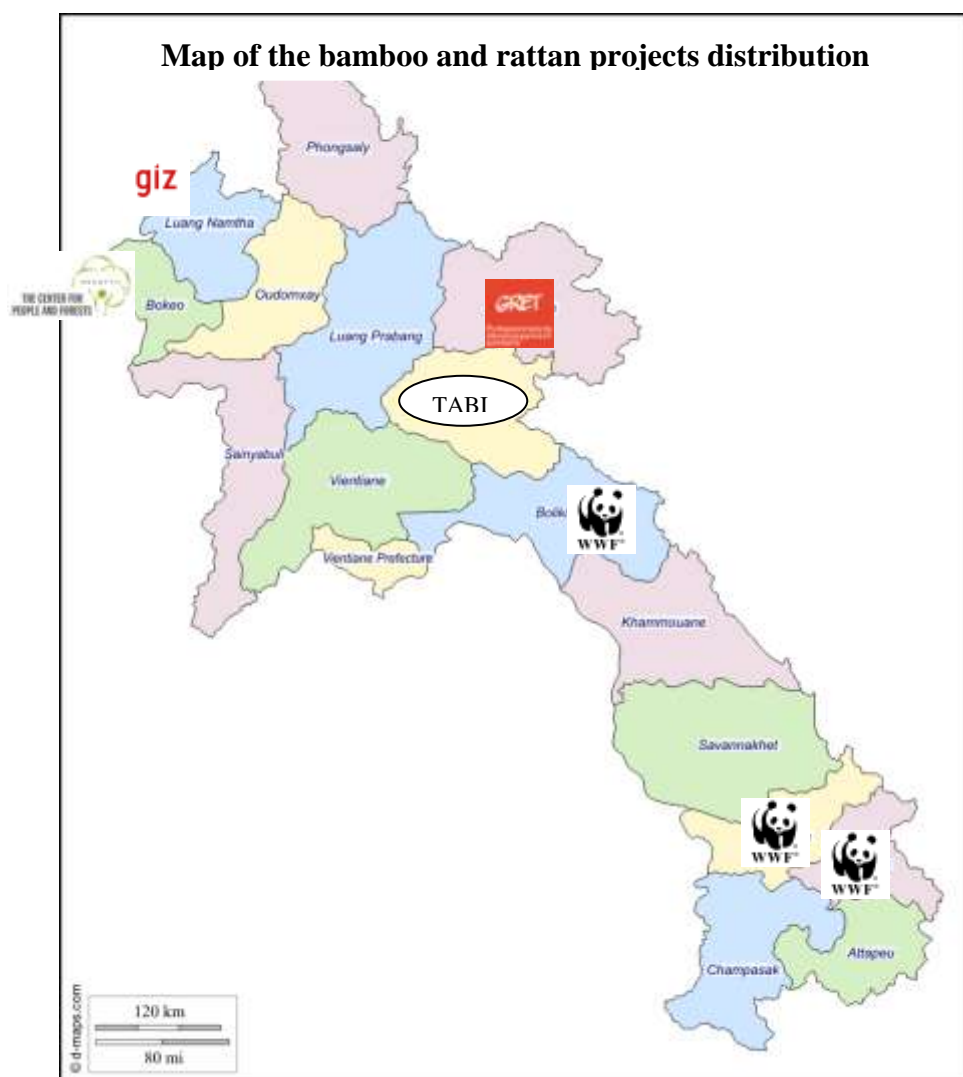 Map of the bamboo and rattan projects distribution
Phongsaly
giz
Luang Namtha
THE CENTER FOR
PEOPLE AND FORESTS
Bokeo
Oudomxay
GRET
Luang Prabang
TABI
Sainyabuli
Vientiane
WWF®
Vientiane Prefecture
Khammouane
Savannakhet
WWF®
WWF®
Attapeu
Champasak
120 km
80 mi
© d-maps.com